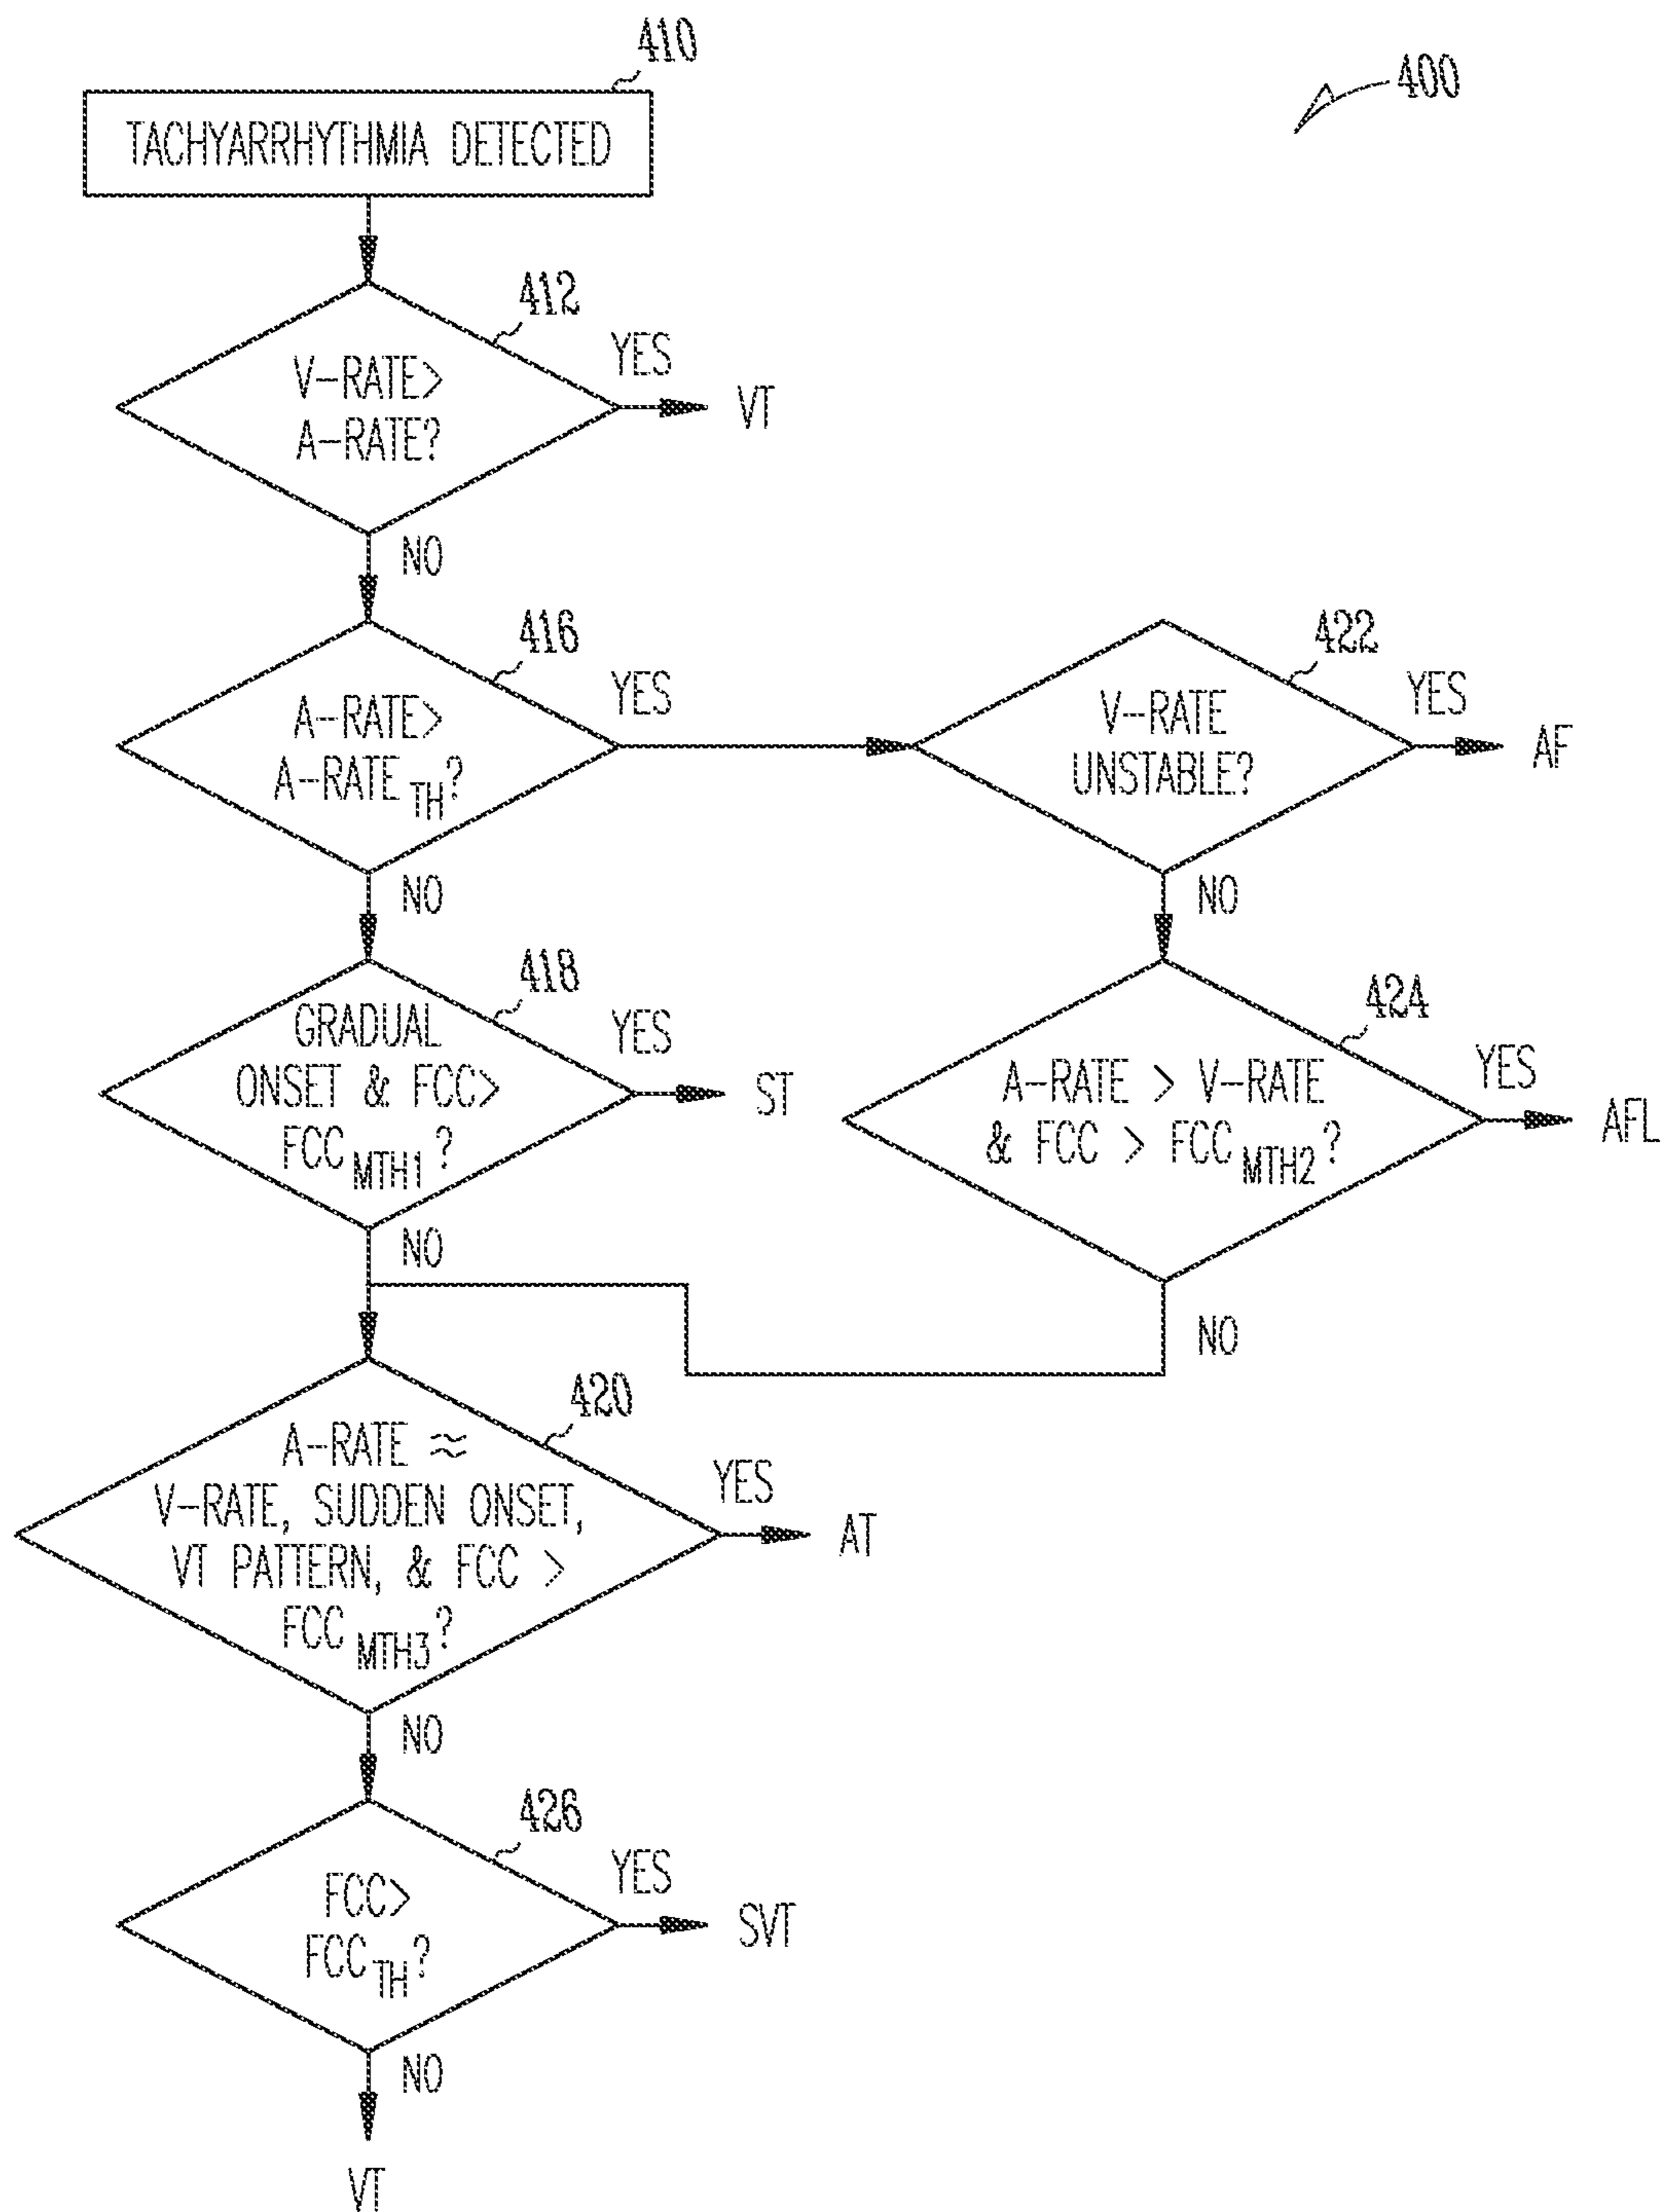 410
400
TACHYARRHYTHMIA DETECTED
412
V-RATE>
A-RATE?
YES
VT
NO
416
A-RATE>
A-RATE TH?
YES
422
V-RATE
UNSTABLE?
YES
AF
NO
NO
418
GRADUAL
ONSET & FCC>
FCC MTH1?
YES
ST
424
A-RATE > V-RATE
& FCC > FCC MTH2?
YES
AFL
NO
NO
420
A-RATE ≈
V-RATE, SUDDEN ONSET,
VT PATTERN, & FCC >
FCC MTH3?
YES
AT
NO
426
FCC>
FCC TH?
YES
SVT
NO
VT